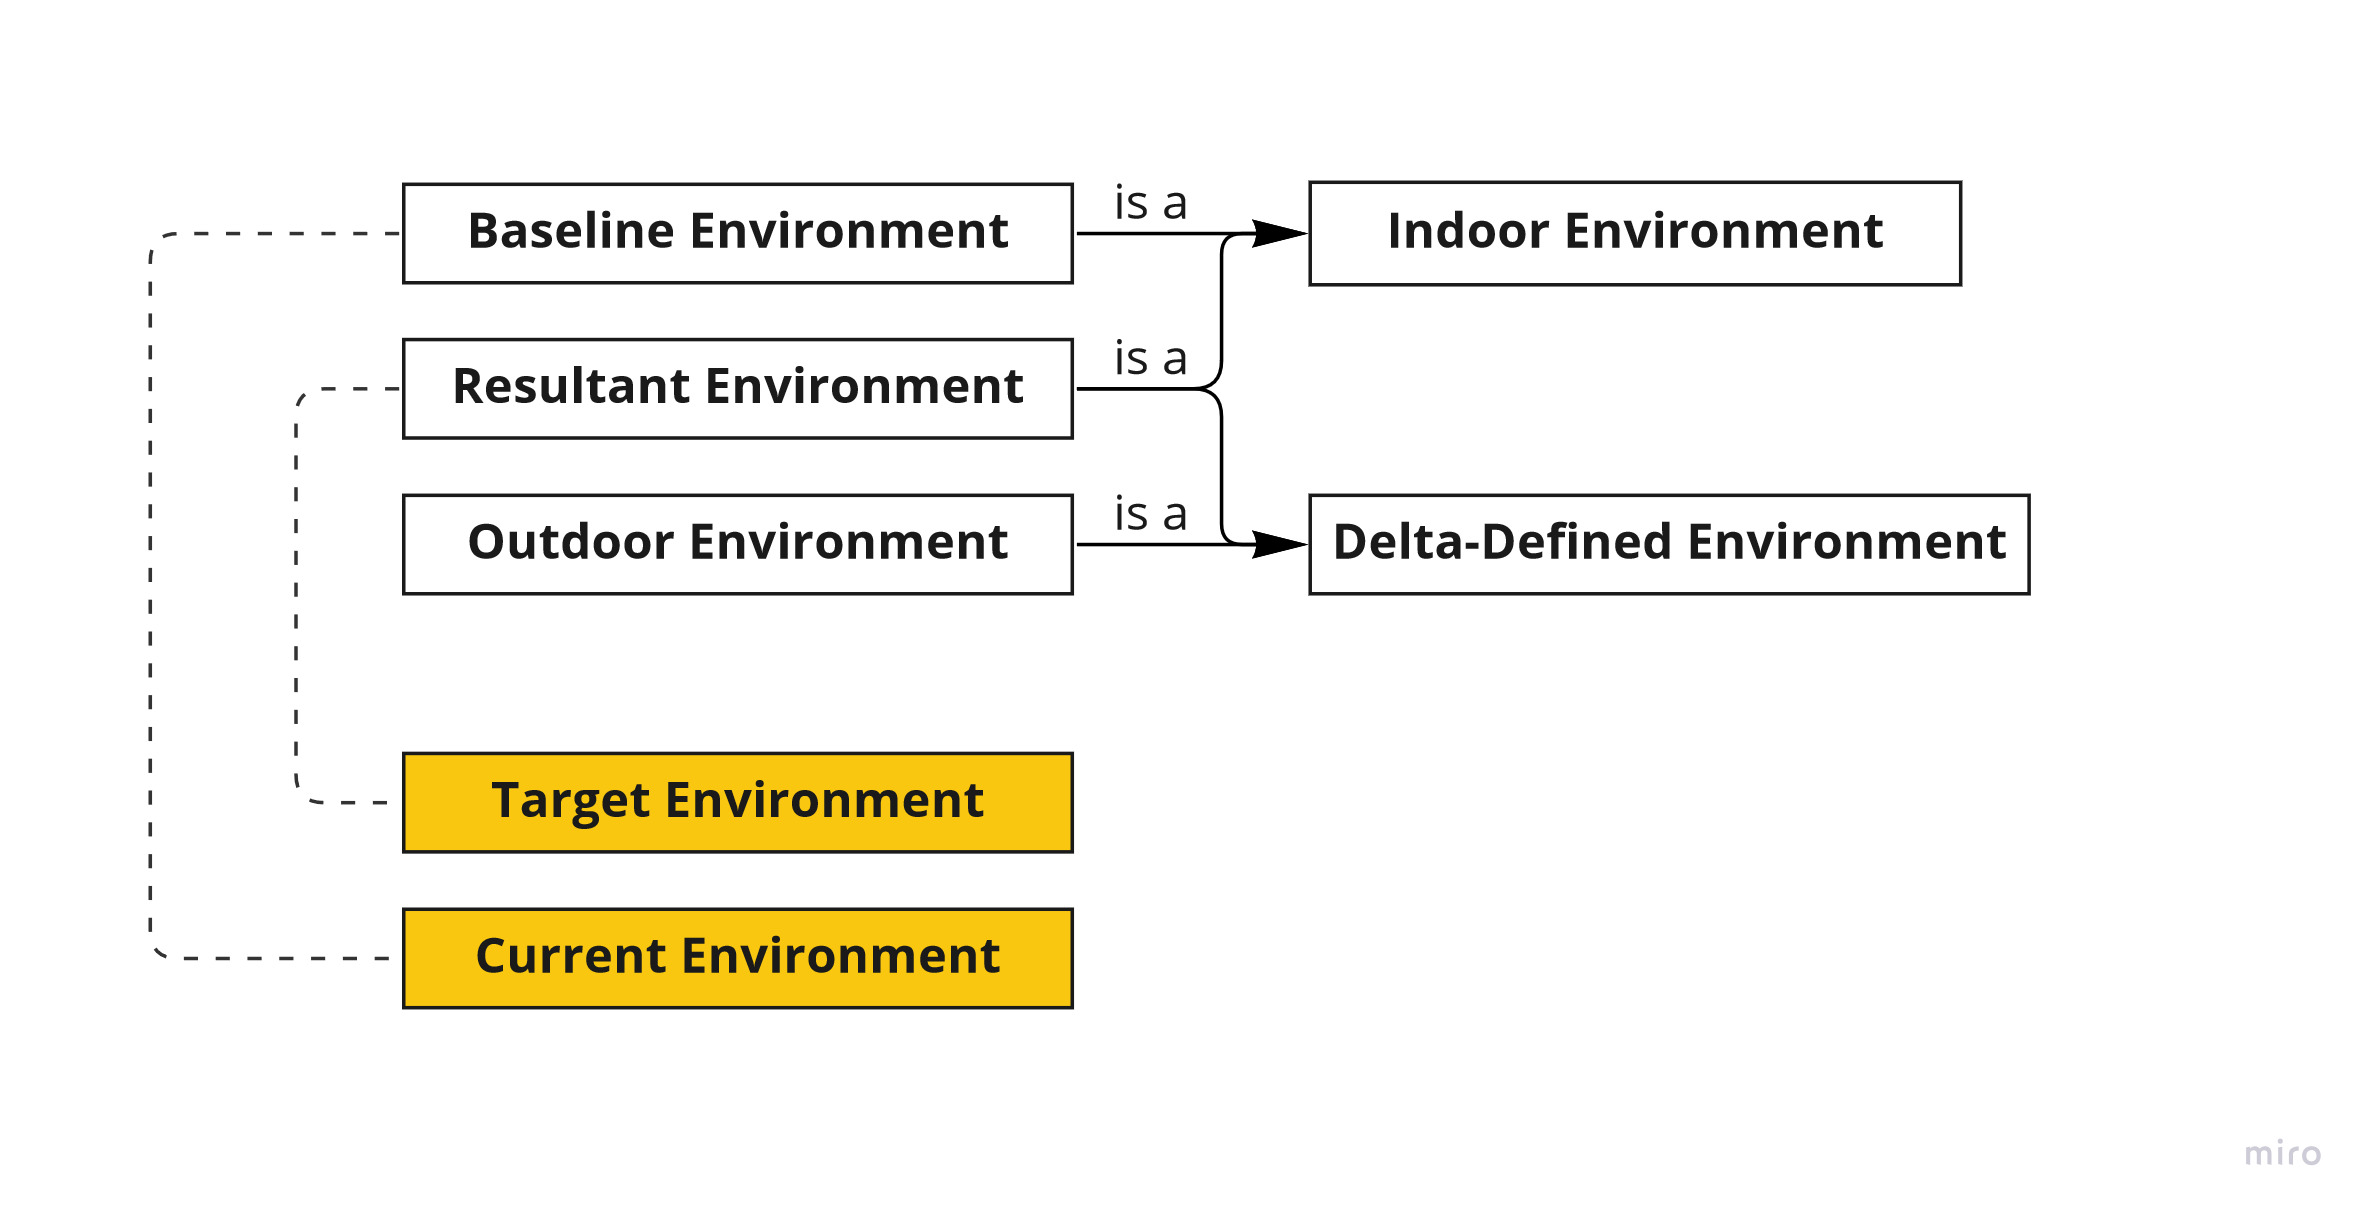 Baseline Environment
is a
Indoor Environment
Resultant Environment
is a
Outdoor Environment
is a
Delta-Defined Environment
Target Environment
Current Environment
miro